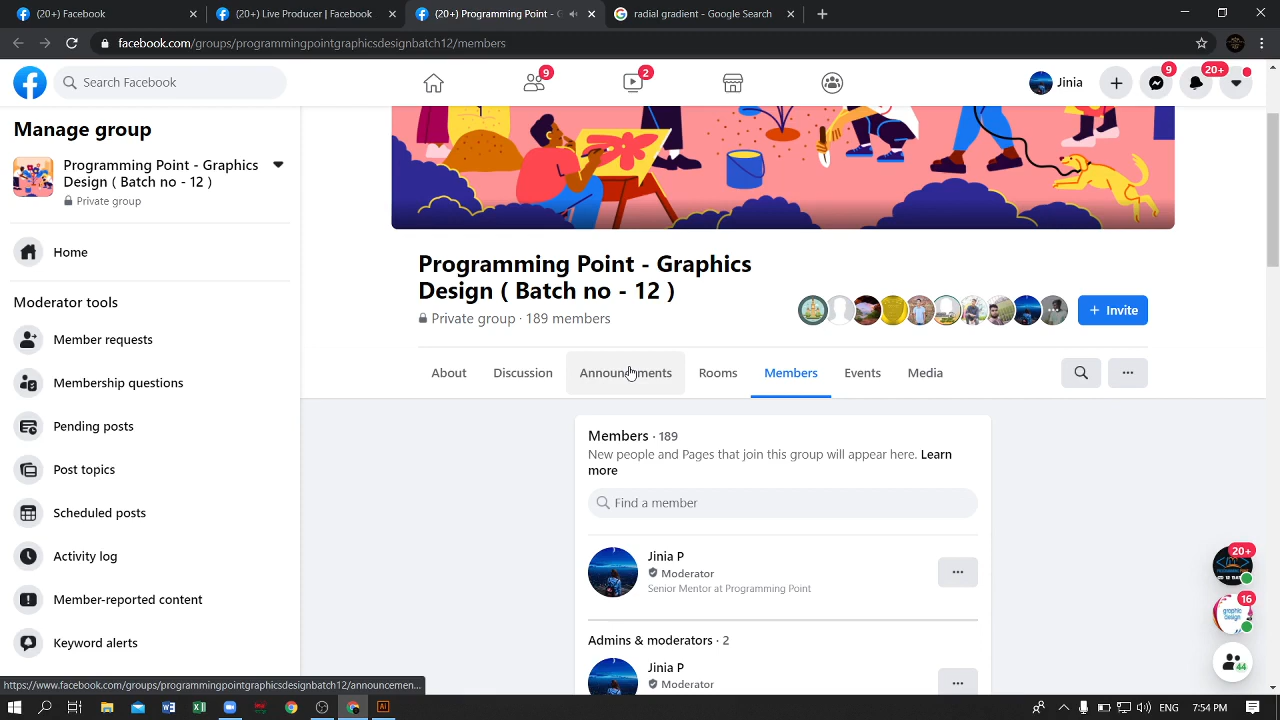 (20+) Facebook
(20+) Live Producer | Facebook
(20+) Programming Point -
radial gradient - Google Search
facebook.com/groups/programmingpointgraphicsdesignbatch12/members
Search Facebook
9
2
Jinia
9
20+
Manage group
Programming Point - Graphics
Design ( Batch no - 12 )
Private group
Home
Moderator tools
Member requests
Membership questions
Pending posts
Post topics
Scheduled posts
Activity log
Member-reported content
Keyword alerts
Programming Point - Graphics
Design ( Batch no - 12 )
Private group · 189 members
+ Invite
About
Discussion
Announcements
Rooms
Members
Events
Media
Members · 189
New people and Pages that join this group will appear here. Learn
more
Find a member
Jinia P
Moderator
Senior Mentor at Programming Point
Admins & moderators · 2
Jinia P
Moderator
20+
16
graphic
design
44
https://www.facebook.com/groups/programmingpointgraphicsdesignbatch12/announcemen...
ENG
7:54 PM